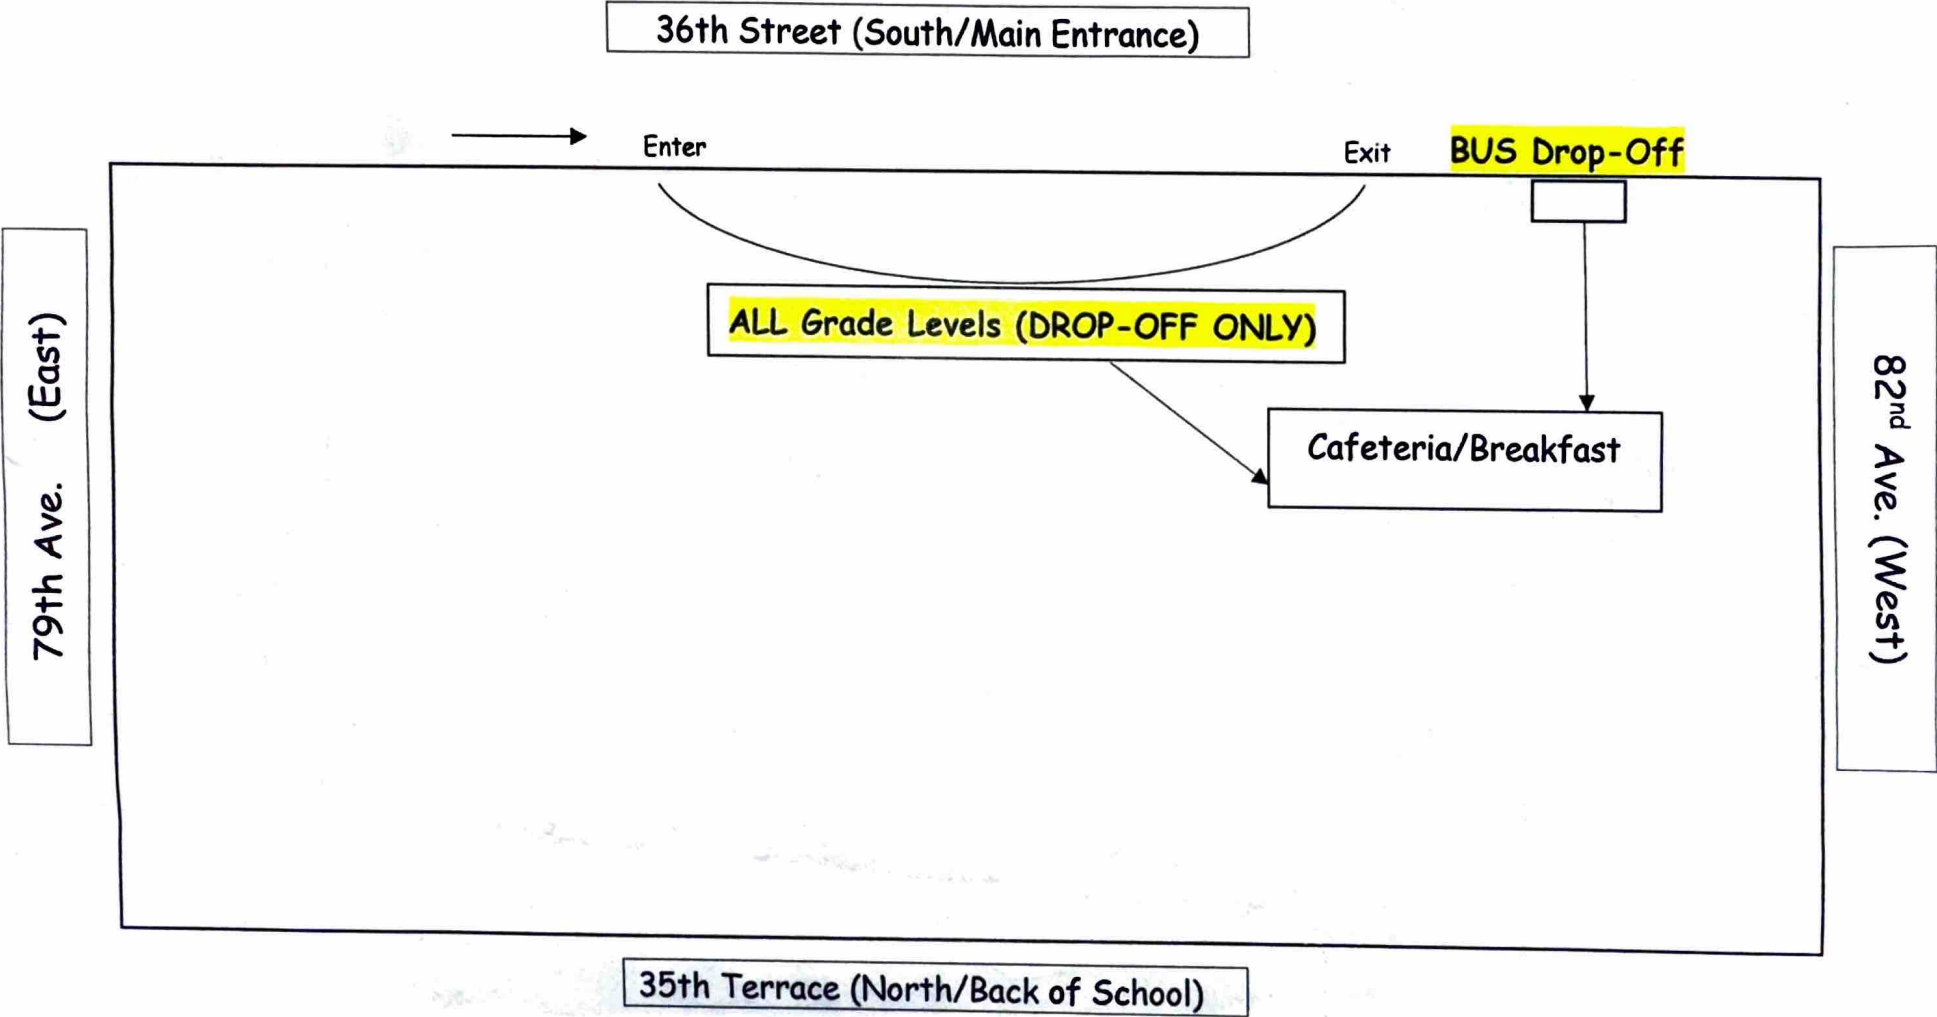 36th Street (South/Main Entrance)
Enter
Exit
BUS Drop-Off
ALL Grade Levels (DROP-OFF ONLY)
79th Ave. (East)
82nd Ave. (West)
Cafeteria/Breakfast
35th Terrace (North/Back of School)